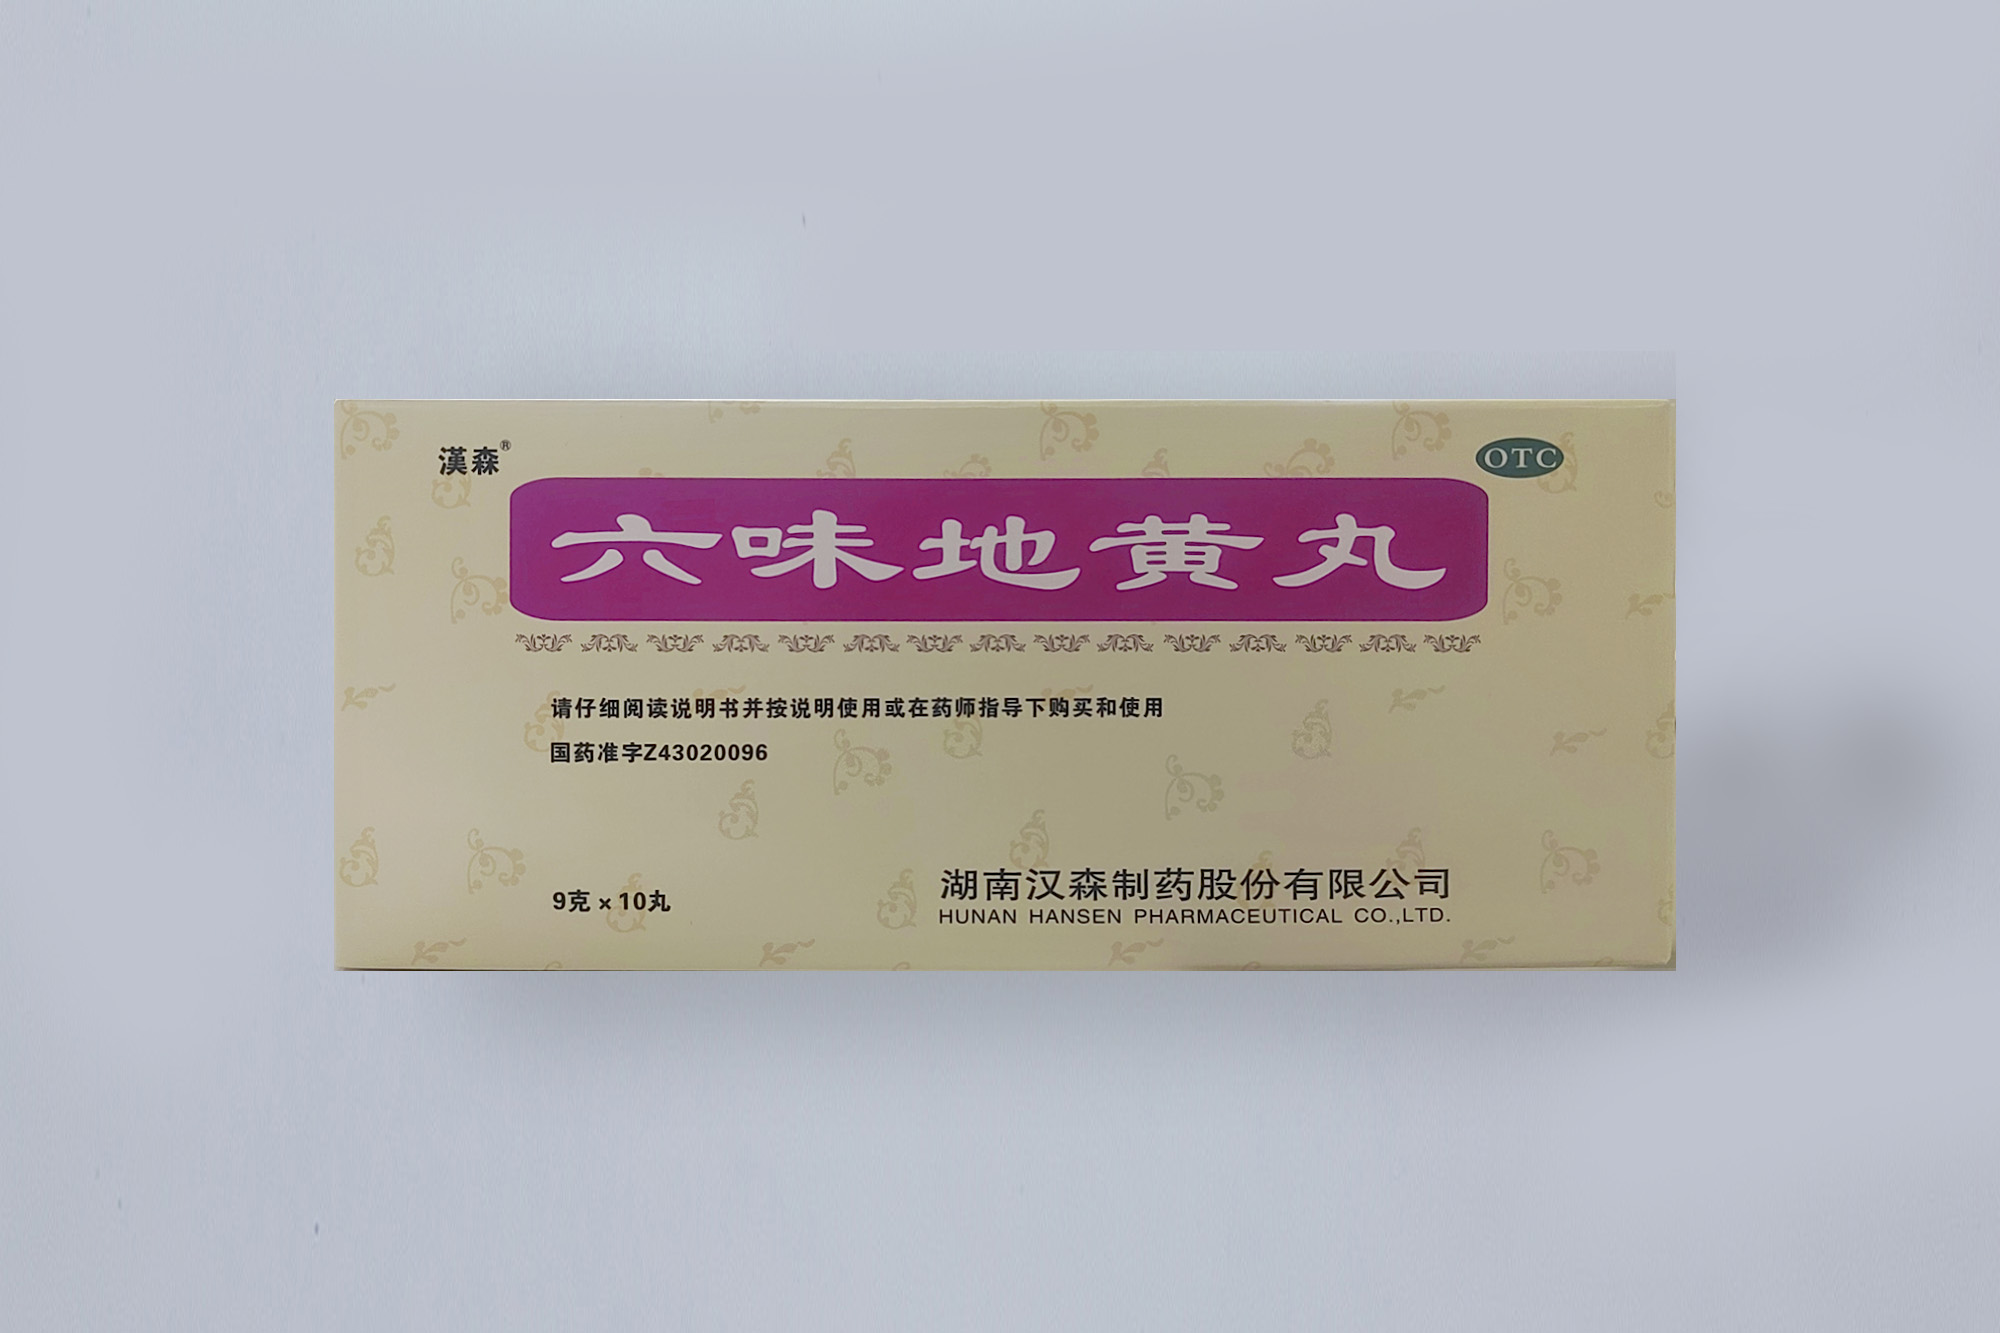 漢森®
OTC
六味地黄丸
请仔细阅读说明书并按说明使用或在药师指导下购买和使用
国药准字Z43020096
9克×10丸
湖南汉森制药股份有限公司
HUNAN HANSEN PHARMACEUTICAL CO.,LTD.